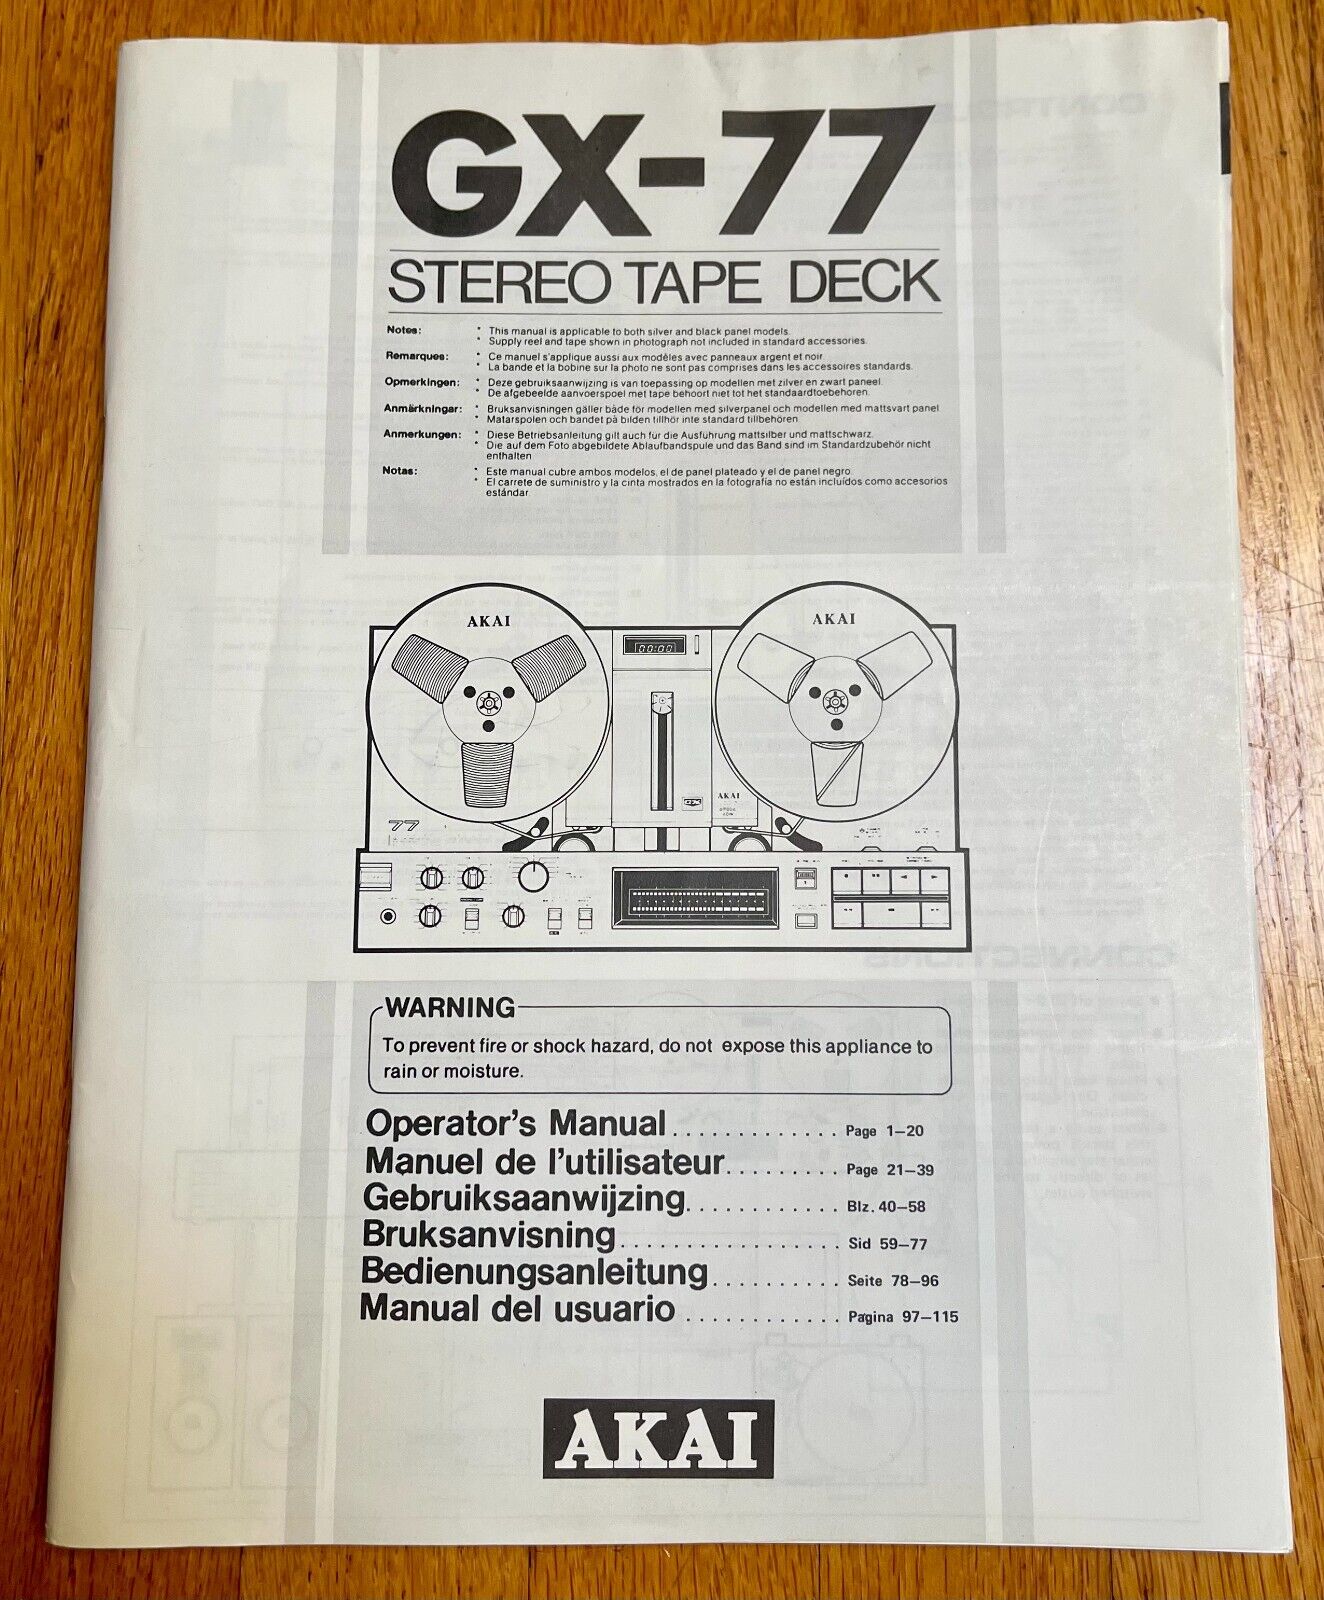 GX-77
STEREO TAPE DECK
Notes: * This manual is applicable to both silver and black panel models.
* Supply reel and tape shown in photograph not included in standard accessories.
Remarques: * Ce manuel s'applique aussi aux modèles avec panneaux argent et noir.
* La bande et la bobine sur la photo ne sont pas comprises dans les accessoires standards.
Opmerkingen: * Deze gebruiksaanwijzing is van toepassing op modellen met zilver en zwart paneel.
* De afgebeelde aanvoerspoel met tape behoort niet tot het standaardtoebehoren.
Anmärkningar: * Bruksanvisningen gäller både för modellen med silverpanel och modellen med mattsvart panel
* Matarspolen och bandet på bilden tillhör inte standard tillbehören
Anmerkungen: * Diese Betriebsanleitung gilt auch für die Ausführung mattsilber und mattschwarz.
* Die auf dem Foto abgebildete Ablaufbandspule und das Band sind im Standardzubehör nicht
enthalten
Notas: * Este manual cubre ambos modelos, el de panel plateado y el de panel negro
* El carrete de suministro y la cinta mostrados en la fotografía no están incluídos como accesorios
estándar.
AKAI
AKAI
00:00
GX
AKAI
77
WARNING
To prevent fire or shock hazard, do not expose this appliance to
rain or moisture.
Operator's Manual ............. Page 1–20
Manuel de l'utilisateur ......... Page 21–39
Gebruiksaanwijzing ............ Blz. 40–58
Bruksanvisning ................. Sid 59–77
Bedienungsanleitung .......... Seite 78–96
Manual del usuario ............ Pagina 97–115
AKAI
CONNECTIONS